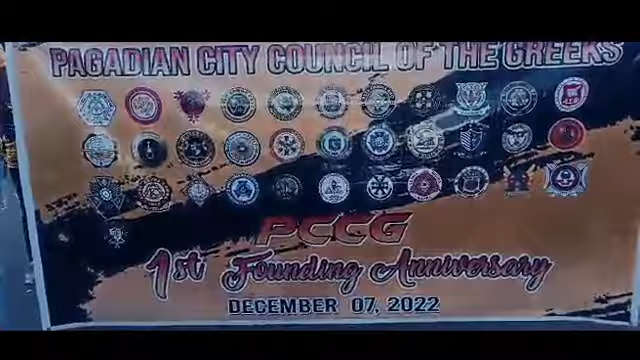 PAGADIAN CITY COUNCIL OF THE GREEKS
PCCG
1st Founding Anniversary
DECEMBER 07, 2022